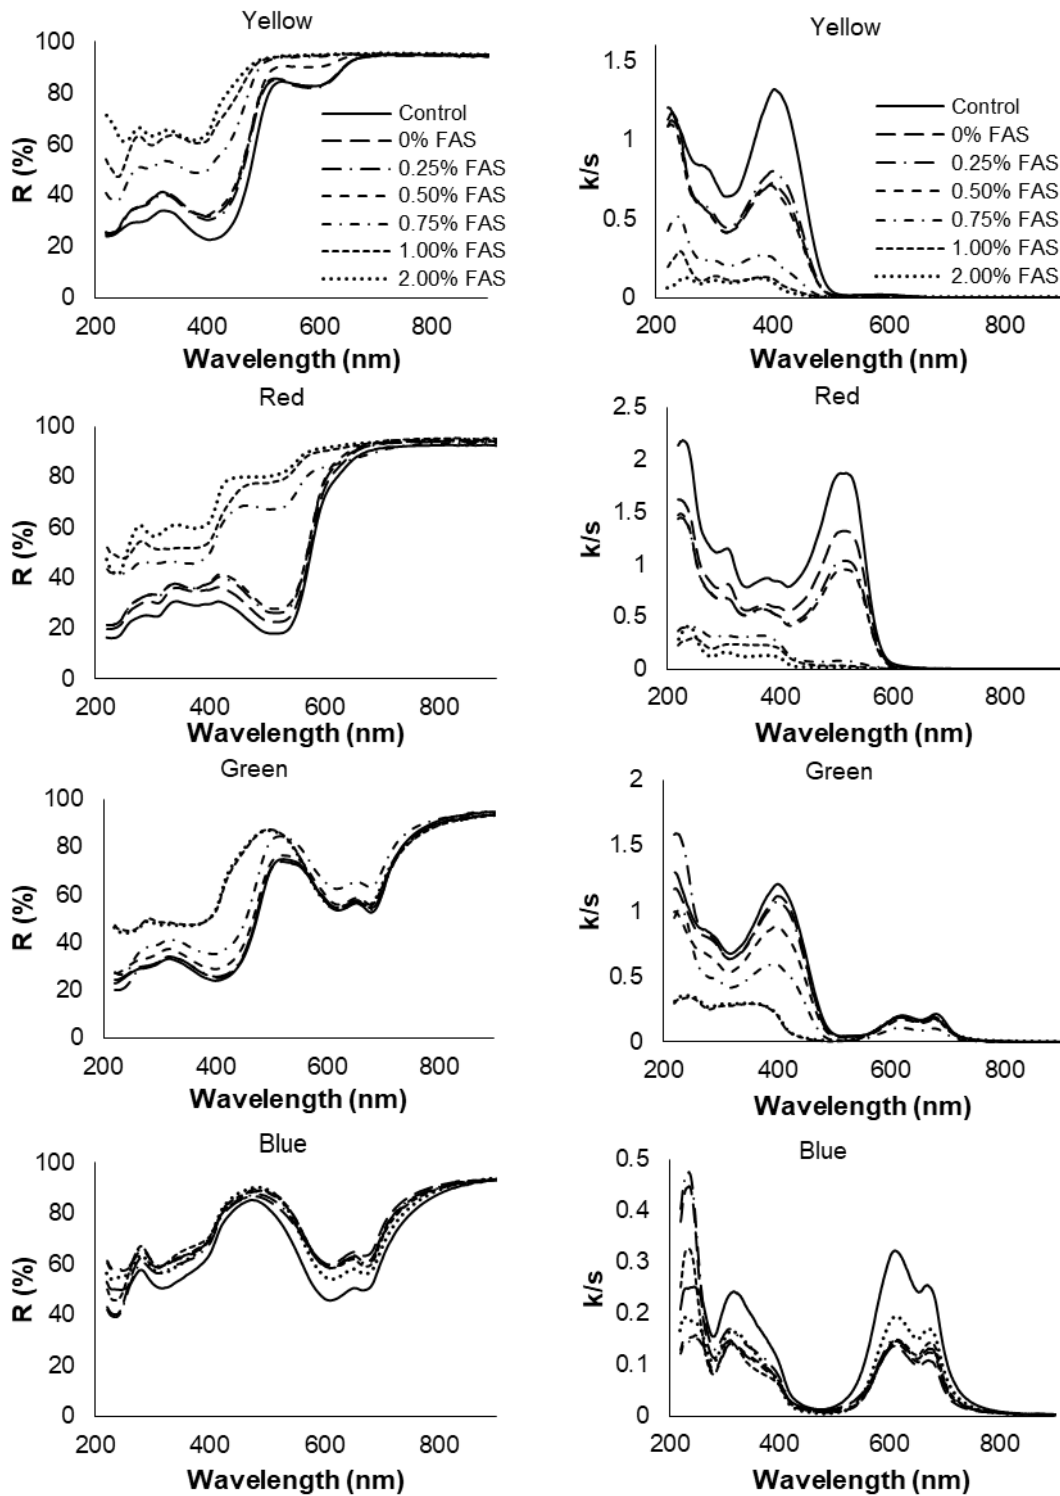 Yellow
100
80
60
40
20
0
R (%)
Control
0% FAS
0.25% FAS
0.50% FAS
0.75% FAS
1.00% FAS
2.00% FAS
200 400 600 800
Wavelength (nm)
Yellow
1.5
1
0.5
0
k/s
Control
0% FAS
0.25% FAS
0.50% FAS
0.75% FAS
1.00% FAS
2.00% FAS
200 400 600 800
Wavelength (nm)
Red
100
80
60
40
20
0
R (%)
200 400 600 800
Wavelength (nm)
Red
2.5
2
1.5
1
0.5
0
k/s
200 400 600 800
Wavelength (nm)
Green
100
80
60
40
20
0
R (%)
200 400 600 800
Wavelength (nm)
Green
2
1.5
1
0.5
0
k/s
200 400 600 800
Wavelength (nm)
Blue
100
80
60
40
20
0
R (%)
200 400 600 800
Wavelength (nm)
Blue
0.5
0.4
0.3
0.2
0.1
0
k/s
200 400 600 800
Wavelength (nm)